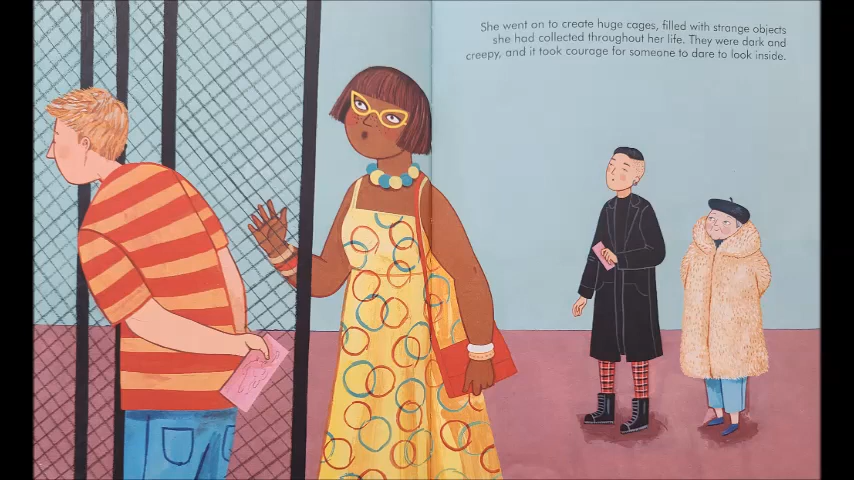 She went on to create huge cages, filled with strange objects
she had collected throughout her life. They were dark and
creepy, and it took courage for someone to dare to look inside.